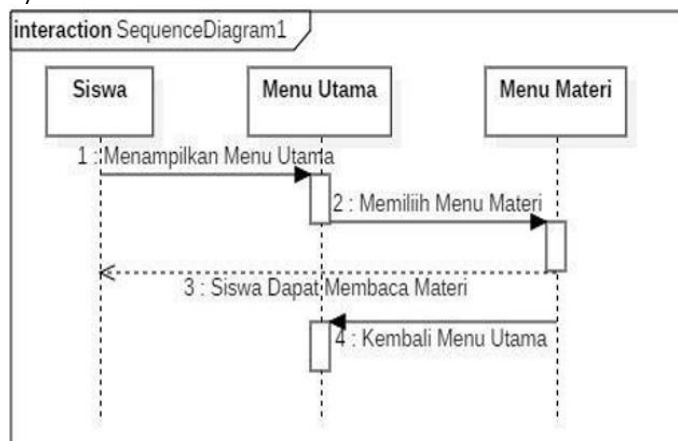 interaction SequenceDiagram1
Siswa
Menu Utama
Menu Materi
1 : Menampilkan Menu Utama
2 : Memiliih Menu Materi
3 : Siswa Dapat Membaca Materi
4 : Kembali Menu Utama